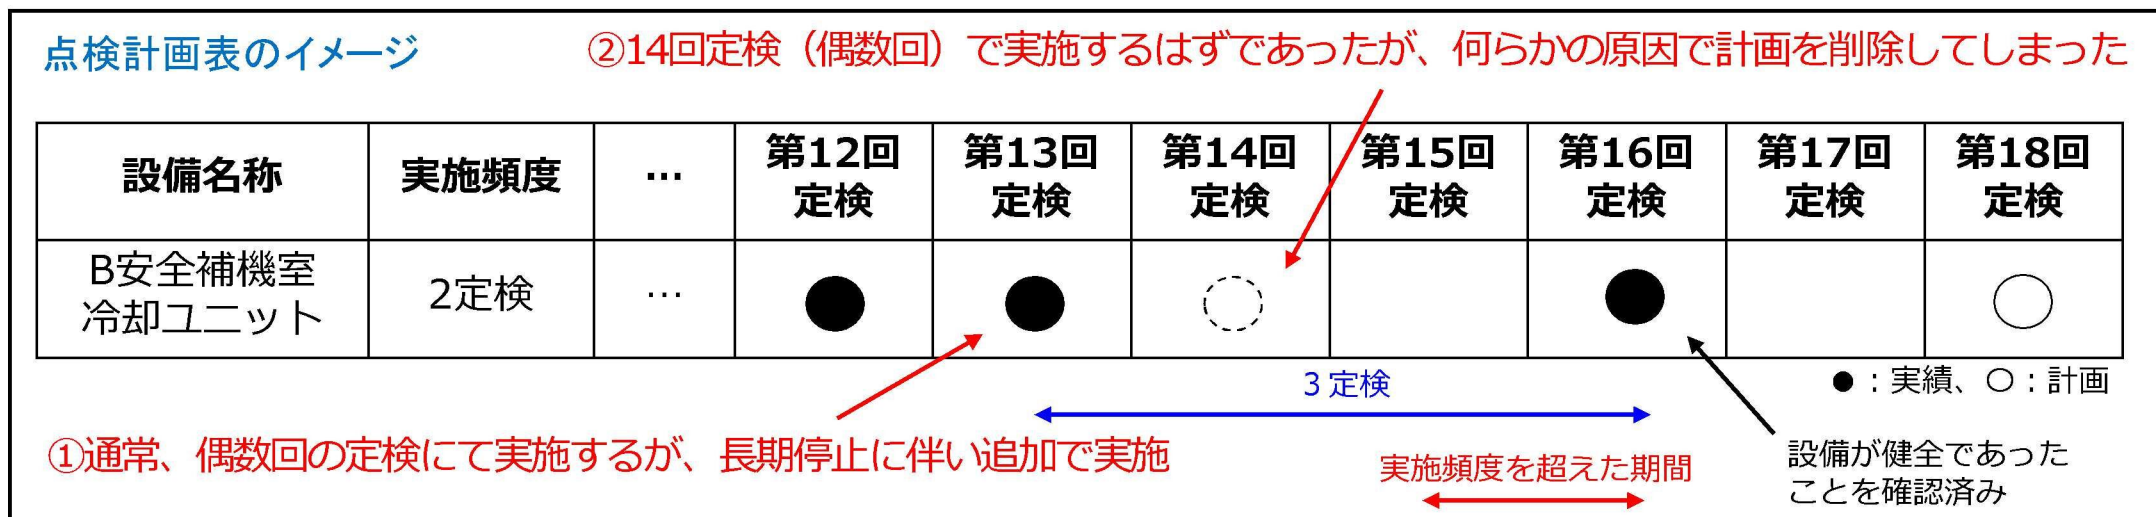 点検計画表のイメージ
②14回定検（偶数回）で実施するはずであったが、何らかの原因で計画を削除してしまった
設備名称 実施頻度 … 第12回定検 第13回定検 第14回定検 第15回定検 第16回定検 第17回定検 第18回定検
B安全補機室
冷却ユニット
2定検 … ● ● ● ○
3定検
●：実績、○：計画
①通常、偶数回の定検にて実施するが、長期停止に伴い追加で実施
実施頻度を超えた期間
設備が健全であった
ことを確認済み